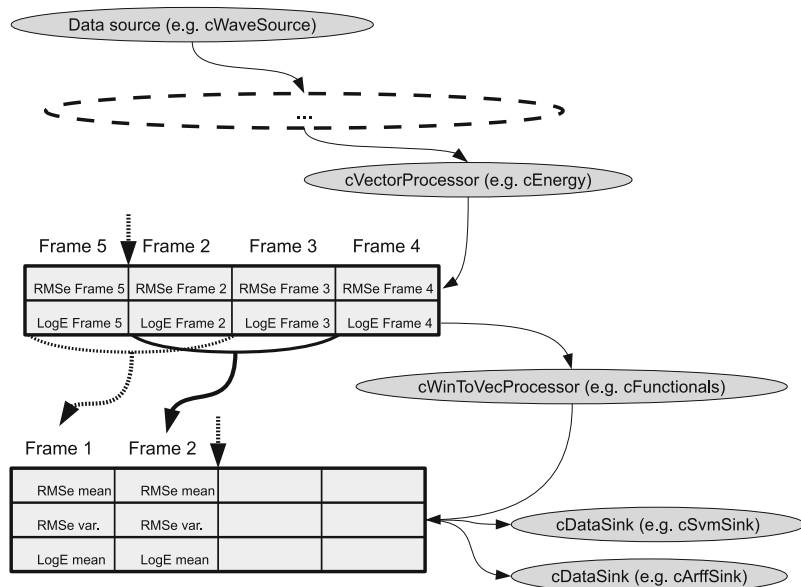 Data source (e.g. cWaveSource)
...
cVectorProcessor (e.g. cEnergy)
Frame 5 Frame 2 Frame 3 Frame 4
RMSe Frame 5 RMSe Frame 2 RMSe Frame 3 RMSe Frame 4
LogE Frame 5 LogE Frame 2 LogE Frame 3 LogE Frame 4
cWinToVecProcessor (e.g. cFunctionals)
Frame 1 Frame 2
RMSe mean RMSe mean
RMSe var. RMSe var.
LogE mean LogE mean
cDataSink (e.g. cSvmSink)
cDataSink (e.g. cArffSink)